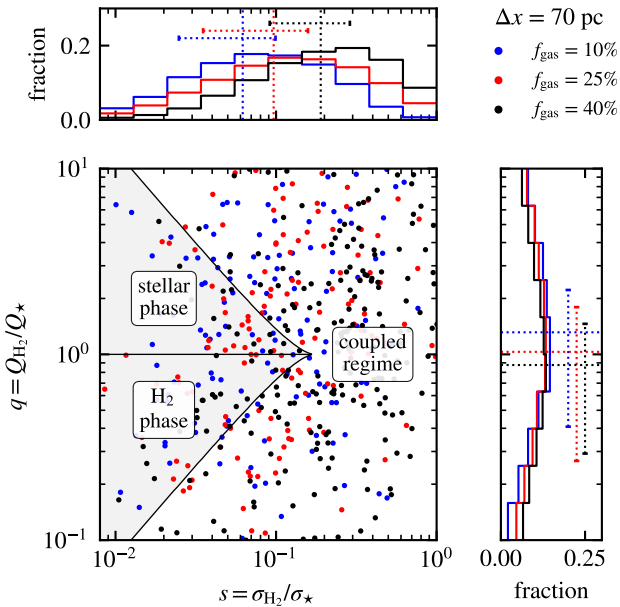 Δx = 70 pc
f_gas = 10%
f_gas = 25%
f_gas = 40%
fraction
0.2
0.0
10^1
10^0
10^−1
q = Q_H₂/Q_⋆
stellar
phase
H₂
phase
coupled
regime
10^−2
10^−1
10^0
s = σ_H₂/σ_⋆
0.00
0.25
fraction